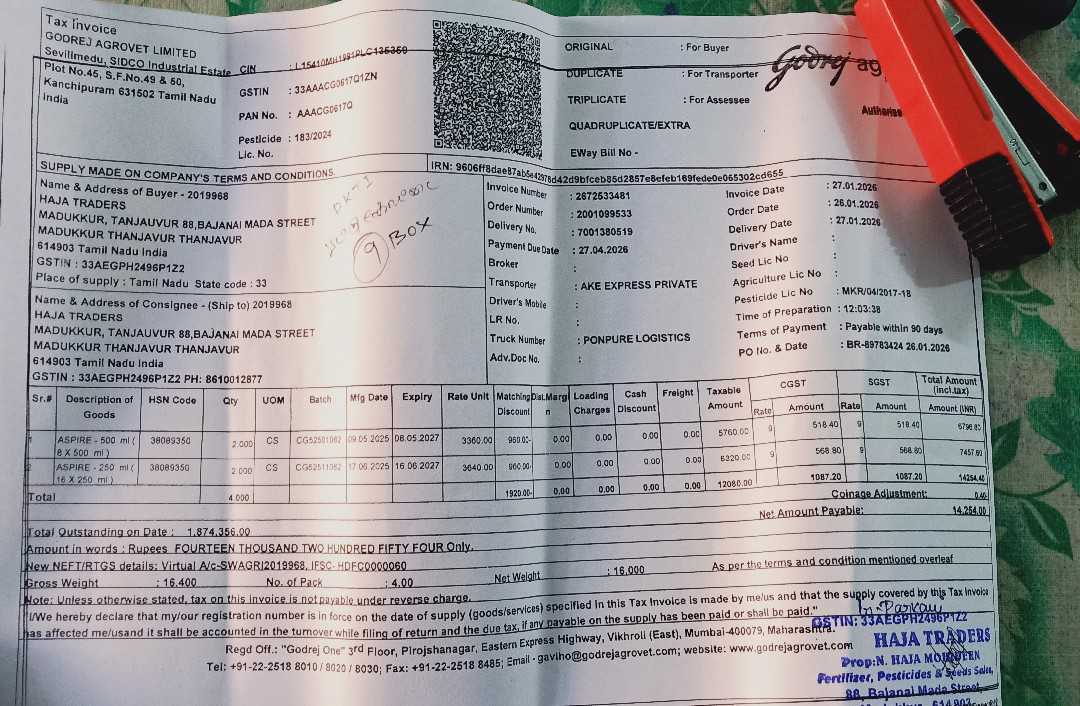 Tax Invoice
GODREJ AGROVET LIMITED
Sevilimedu, SIDCO Industrial Estate
Plot No.45, S.F.No.49 & 50,
Kanchipuram 631502 Tamil Nadu
India
CIN : L15410MH1991PLC135359
GSTIN : 33AAACG0617Q1ZN
PAN No. : AAACG0617Q
Pesticide : 183/2024
Lic. No.
ORIGINAL : For Buyer
DUPLICATE : For Transporter
TRIPLICATE : For Assessee
QUADRUPLICATE/EXTRA
EWay Bill No -
Godrej ag
Authoris
SUPPLY MADE ON COMPANY'S TERMS AND CONDITIONS.
IRN: 9606ff8dae87ab5e42978d42d9bfceb85d2857e8efeb169fede0e065302cd655
Name & Address of Buyer - 2019968
HAJA TRADERS
MADUKKUR, TANJAUVUR 88,BAJANAI MADA STREET
MADUKKUR THANJAVUR THANJAVUR
614903 Tamil Nadu India
GSTIN : 33AEGPH2496P1Z2
Place of supply : Tamil Nadu State code : 33
PKT I
9 BOX
Name & Address of Consignee - (Ship to) 2019968
HAJA TRADERS
MADUKKUR, TANJAUVUR 88,BAJANAI MADA STREET
MADUKKUR THANJAVUR THANJAVUR
614903 Tamil Nadu India
GSTIN : 33AEGPH2496P1Z2 PH: 8610012877
Invoice Number : 2672533481
Order Number : 2001099533
Delivery No. : 7001380519
Payment Due Date : 27.04.2026
Broker :
Transporter : AKE EXPRESS PRIVATE
Driver's Mobile :
LR No. :
Truck Number : PONPURE LOGISTICS
Adv.Doc No. :
Invoice Date : 27.01.2026
Order Date : 26.01.2026
Delivery Date : 27.01.2026
Driver's Name :
Seed Lic No :
Agriculture Lic No :
Pesticide Lic No : MKR/04/2017-18
Time of Preparation : 12:03:38
Terms of Payment : Payable within 90 days
PO No. & Date : BR-89783424 26.01.2026
Sr.# Description of Goods HSN Code Qty UOM Batch Mfg Date Expiry Rate Unit Matching Discount Dist.Margin Loading Charges Cash Discount Freight Taxable Amount CGST Rate Amount SGST Rate Amount Total Amount (incl.tax) Amount (INR)
1 ASPIRE - 500 ml ( 8 X 500 ml ) 38089350 2.000 CS 09.05.2025 08.05.2027 3360.00 960.00- 0.00 0.00 0.00 0.00 5760.00 9 518.40 9 518.40 6796.80
2 ASPIRE - 250 ml ( 16 X 250 ml ) 38089350 2.000 CS 17.06.2025 16.06.2027 3640.00 960.00- 0.00 0.00 0.00 0.00 6320.00 9 568.80 9 568.80 7457.60
Total 4.000 1920.00- 0.00 0.00 0.00 0.00 12080.00 1087.20 1087.20 14254.40
Coinage Adjustment: 0.40-
Net Amount Payable: 14,254.00
Total Outstanding on Date : 1,874,356.00
Amount in words : Rupees FOURTEEN THOUSAND TWO HUNDRED FIFTY FOUR Only.
New NEFT/RTGS details: Virtual A/c-SWAGRI2019968, IFSC- HDFC0000060
Gross Weight : 16.400 No. of Pack : 4.00 Net Weight : 16.000 As per the terms and condition mentioned overleaf
Note: Unless otherwise stated, tax on this invoice is not payable under reverse charge.
"I/We hereby declare that my/our registration number is in force on the date of supply (goods/services) specified in this Tax Invoice is made by me/us and that the supply covered by this Tax Invoice
has affected me/usand it shall be accounted in the turnover while filing of return and the due tax, if any payable on the supply has been paid or shall be paid."
Regd Off.: "Godrej One" 3rd Floor, Pirojshanagar, Eastern Express Highway, Vikhroli (East), Mumbai-400079, Maharashtra.
Tel: +91-22-2518 8010 / 8020 / 8030; Fax: +91-22-2518 8485; Email - gaviho@godrejagrovet.com; website: www.godrejagrovet.com
GSTIN: 33AEGPH2496P1Z2
HAJA TRADERS
Prop:N. HAJA MOHIDEEN
Fertilizer, Pesticides & Seeds Sales,
88, Bajanai Mada Street,